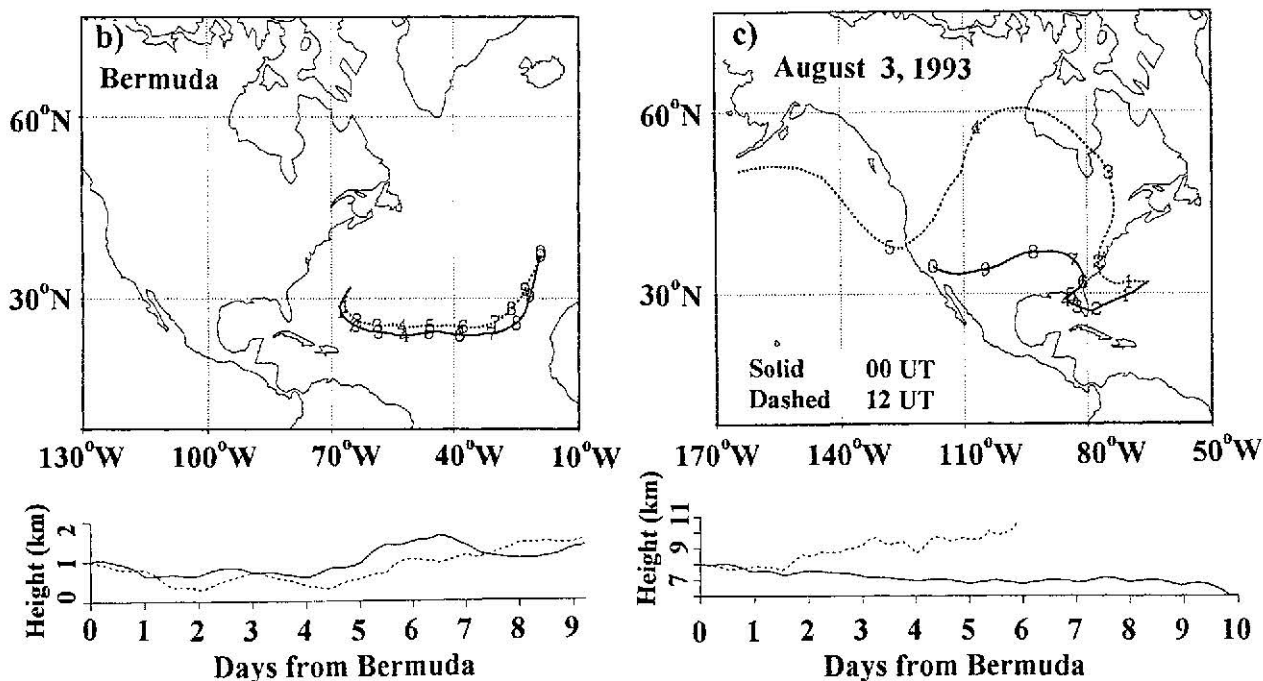 b)
Bermuda
60°N
30°N
130°W 100°W 70°W 40°W 10°W
Height (km)
2
1
0
0 1 2 3 4 5 6 7 8 9
Days from Bermuda
c)
August 3, 1993
60°N
30°N
Solid 00 UT
Dashed 12 UT
170°W 140°W 110°W 80°W 50°W
Height (km)
11
9
7
0 1 2 3 4 5 6 7 8 9 10
Days from Bermuda